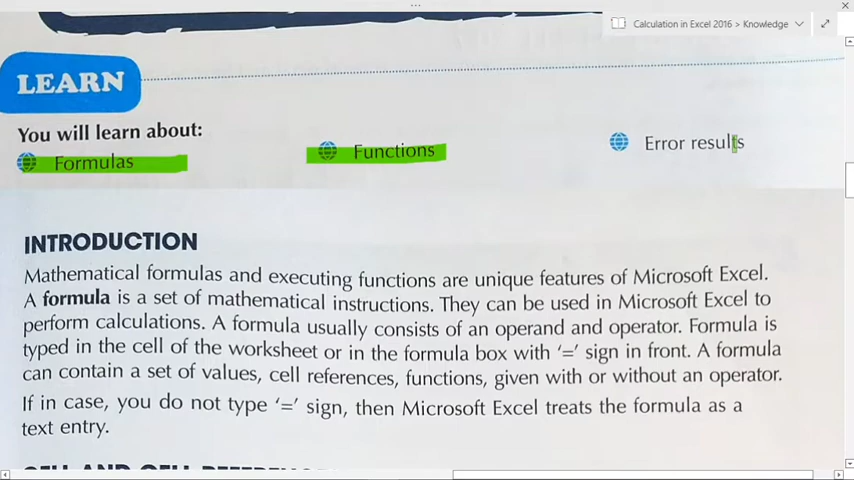 Calculation in Excel 2016 > Knowledge
LEARN
You will learn about:
Formulas
Functions
Error results
INTRODUCTION
Mathematical formulas and executing functions are unique features of Microsoft Excel.
A formula is a set of mathematical instructions. They can be used in Microsoft Excel to
perform calculations. A formula usually consists of an operand and operator. Formula is
typed in the cell of the worksheet or in the formula box with ‘=’ sign in front. A formula
can contain a set of values, cell references, functions, given with or without an operator.
If in case, you do not type ‘=’ sign, then Microsoft Excel treats the formula as a
text entry.